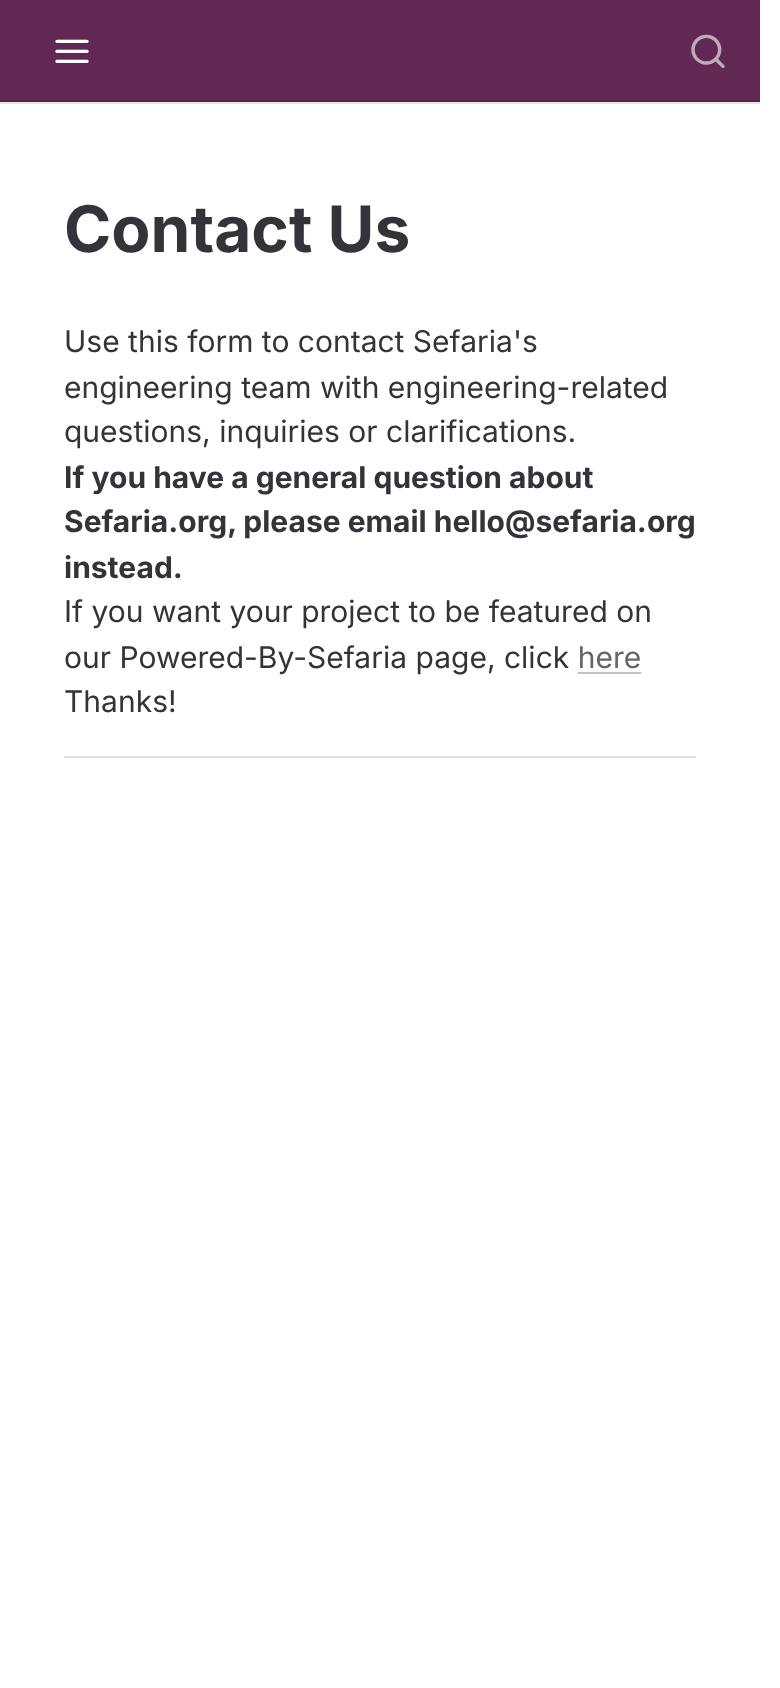 Contact Us
Use this form to contact Sefaria's
engineering team with engineering-related
questions, inquiries or clarifications.
If you have a general question about
Sefaria.org, please email hello@sefaria.org
instead.
If you want your project to be featured on
our Powered-By-Sefaria page, click here
Thanks!